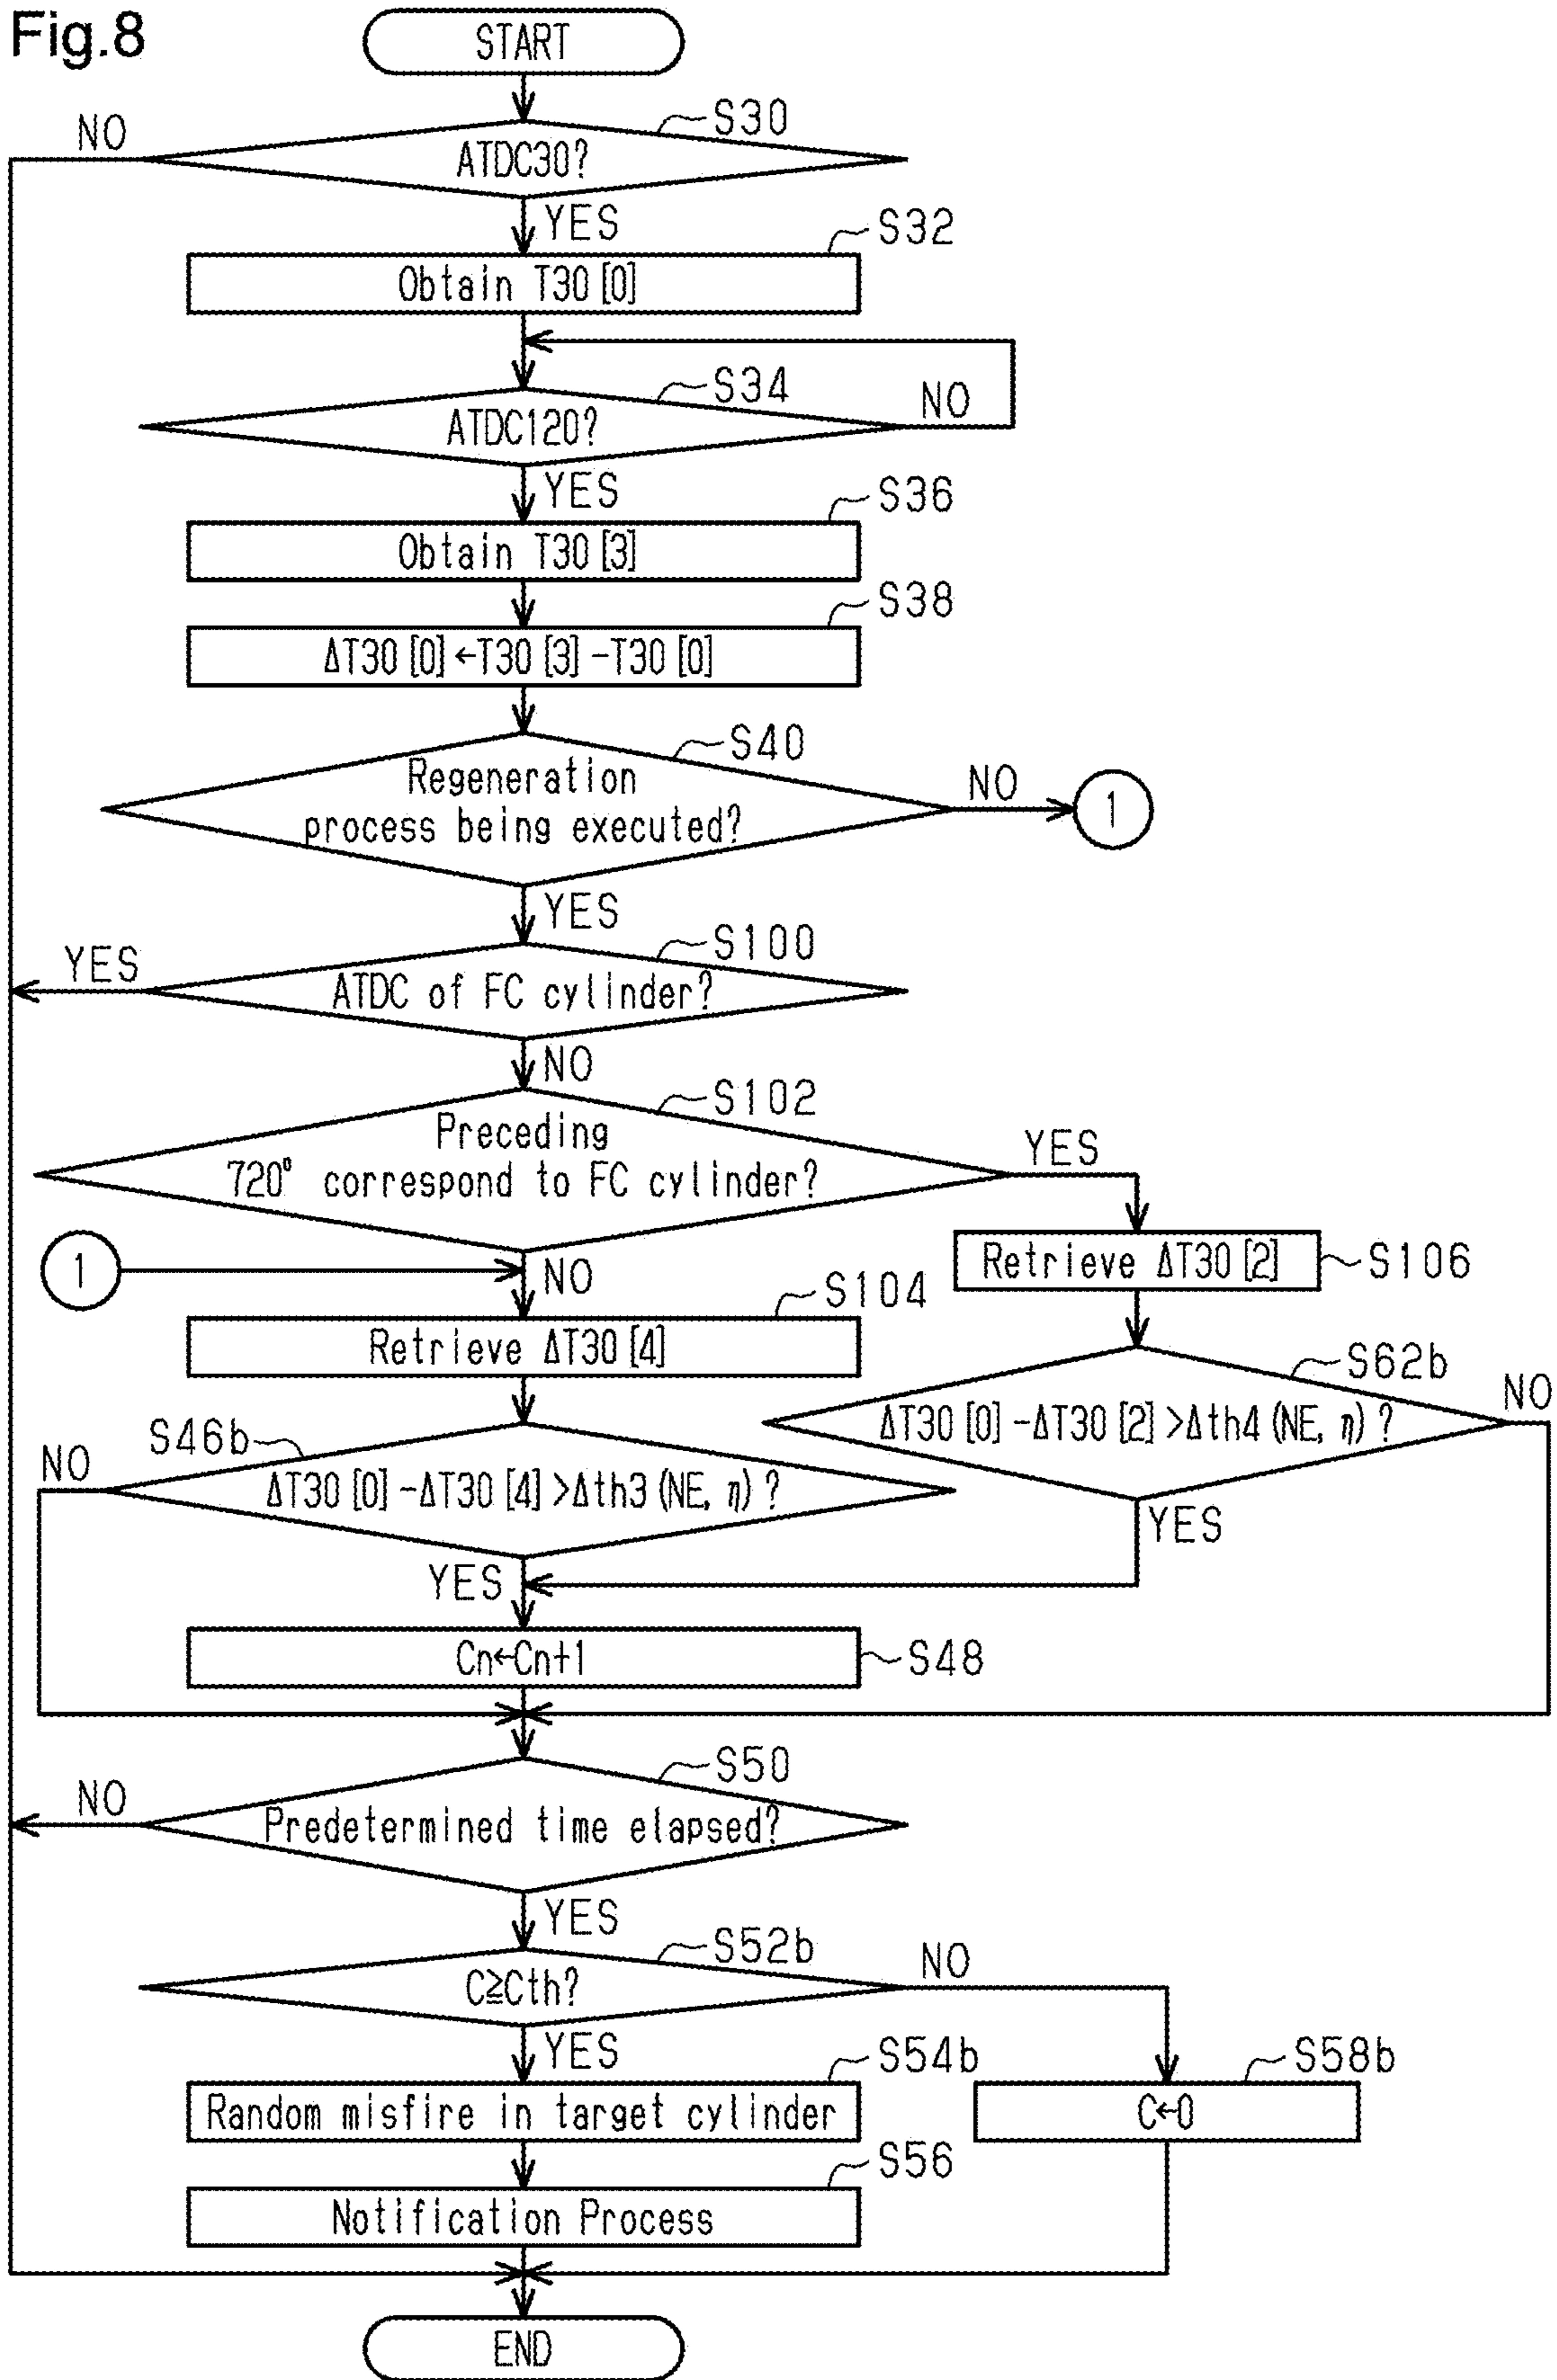 Fig.8
START
S30
NO
ATDC30?
YES
S32
Obtain T30 [0]
S34
NO
ATDC120?
YES
S36
Obtain T30 [3]
S38
ΔT30 [0] ←T30 [3] −T30 [0]
S40
Regeneration
process being executed?
NO
1
YES
S100
YES
ATDC of FC cylinder?
NO
S102
Preceding
720° correspond to FC cylinder?
YES
1
NO
Retrieve ΔT30 [2]
S106
S104
Retrieve ΔT30 [4]
S62b
NO
ΔT30 [0] −ΔT30 [2] >Δth4 (NE, η) ?
S46b
NO
ΔT30 [0] −ΔT30 [4] >Δth3 (NE, η) ?
YES
YES
Cn←Cn+1
S48
S50
NO
Predetermined time elapsed?
YES
S52b
NO
C≧Cth?
YES
S54b
S58b
Random misfire in target cylinder
C←0
S56
Notification Process
END